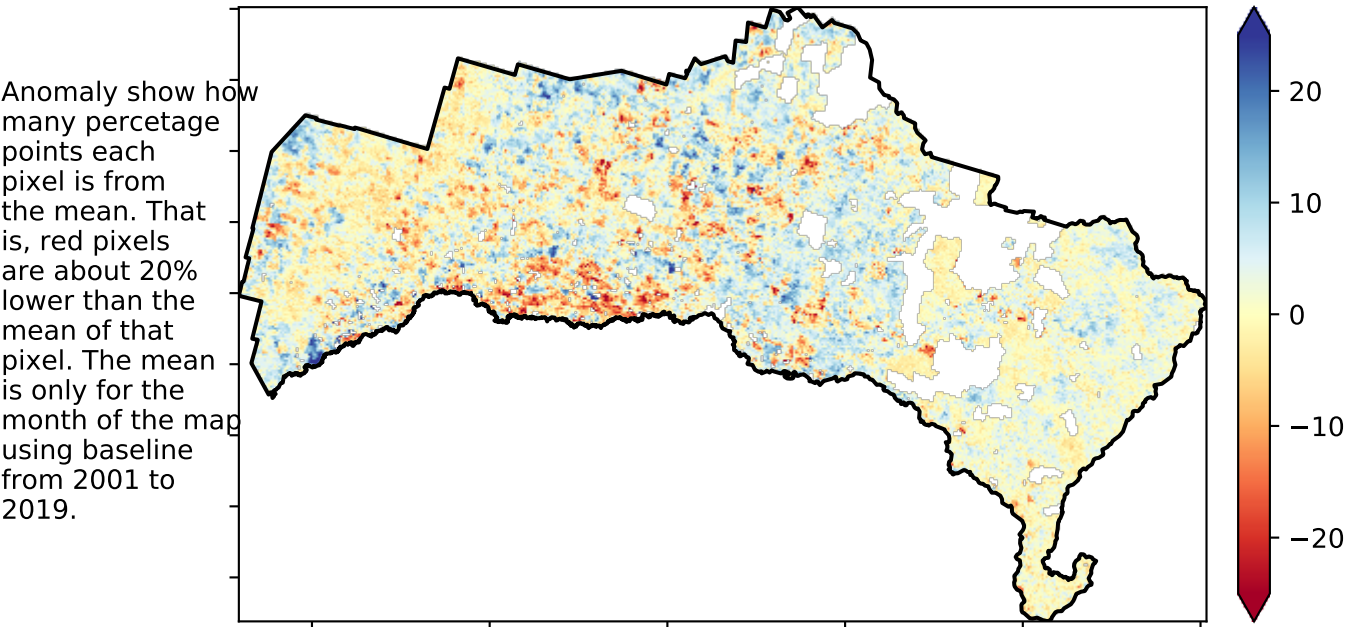 Anomaly show how
many percetage
points each
pixel is from
the mean. That
is, red pixels
are about 20%
lower than the
mean of that
pixel. The mean
is only for the
month of the map
using baseline
from 2001 to
2019.
20
10
0
−10
−20